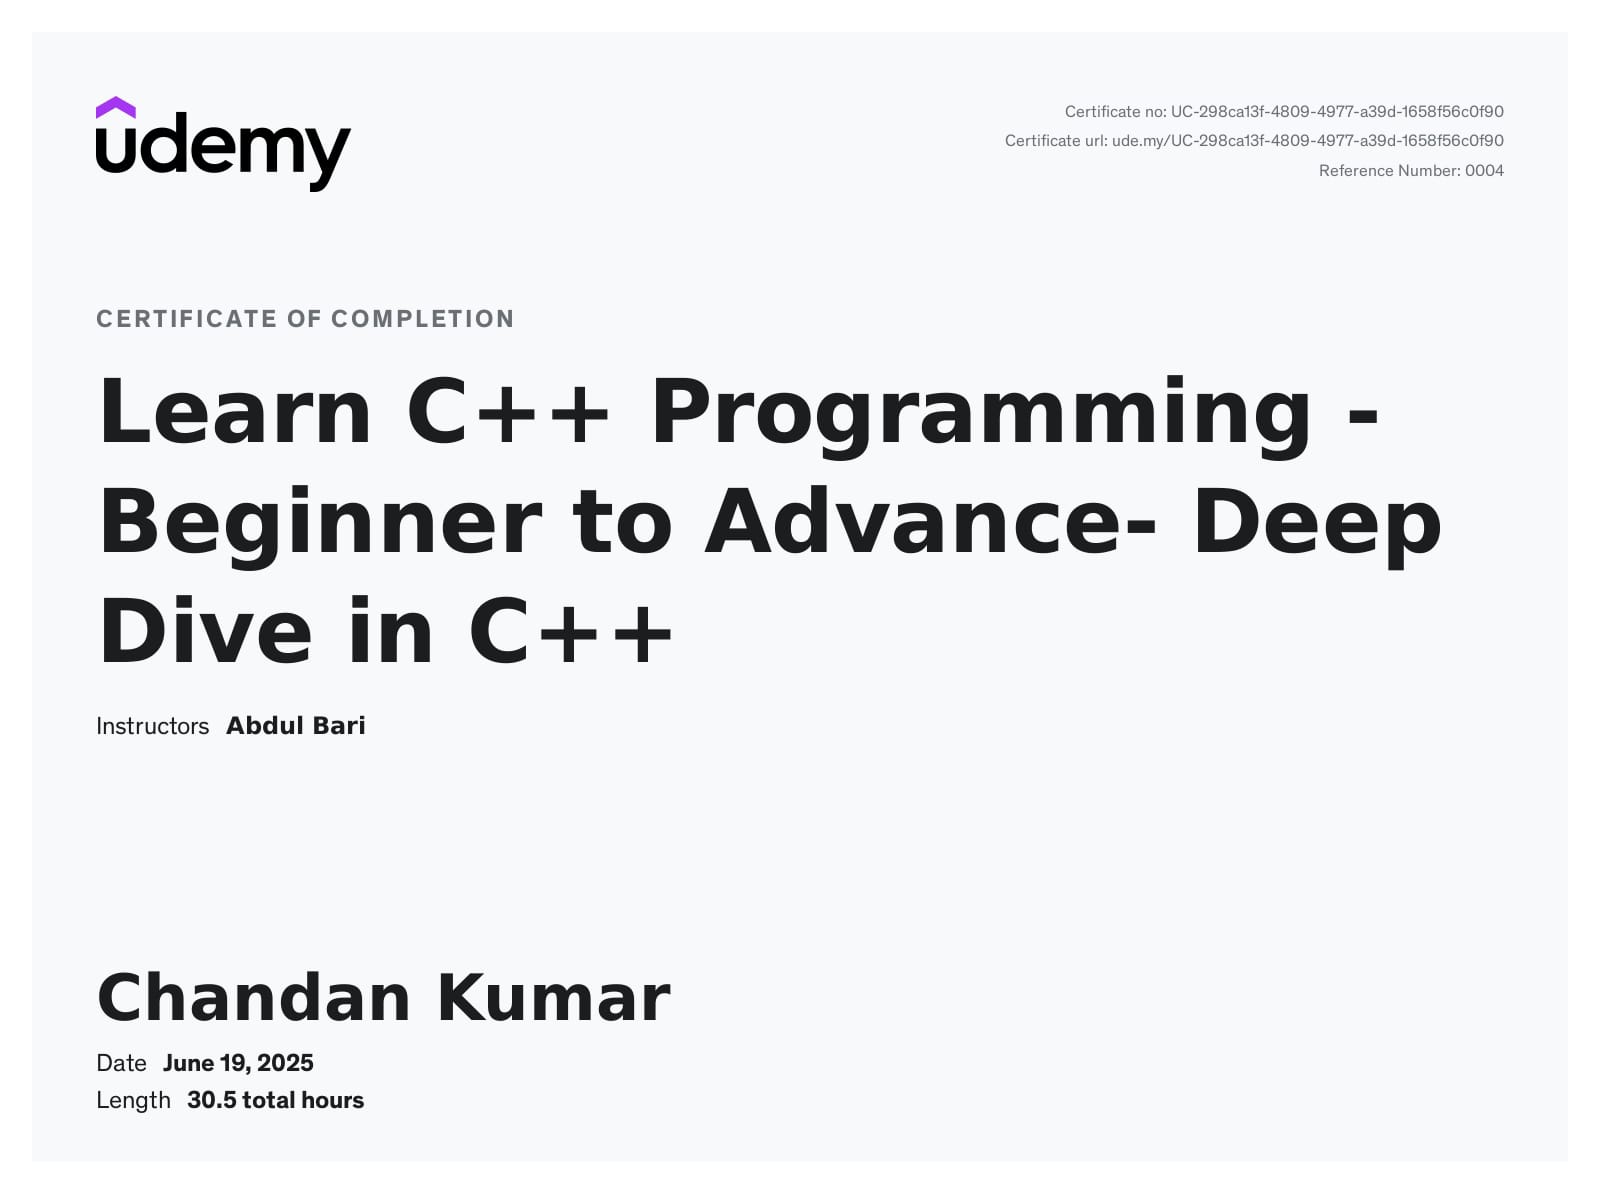 udemy
Certificate no: UC-298ca13f-4809-4977-a39d-1658f56c0f90
Certificate url: ude.my/UC-298ca13f-4809-4977-a39d-1658f56c0f90
Reference Number: 0004
CERTIFICATE OF COMPLETION
Learn C++ Programming -
Beginner to Advance- Deep
Dive in C++
Instructors Abdul Bari
Chandan Kumar
Date June 19, 2025
Length 30.5 total hours